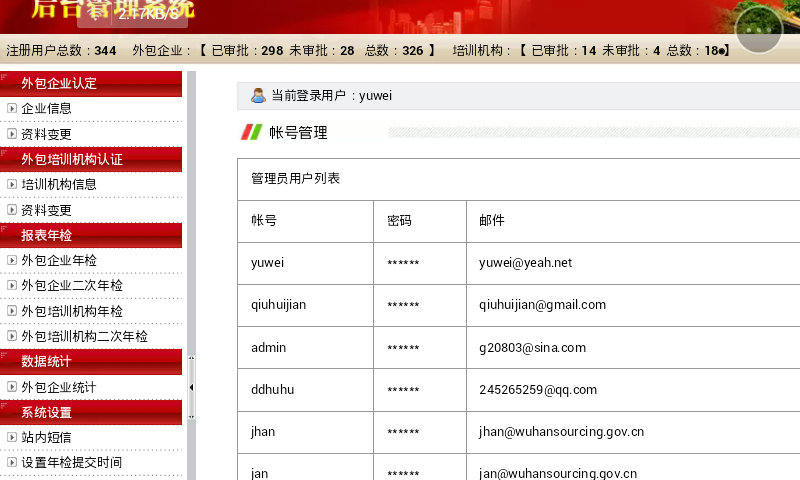 后台管理系统
2.17KB/S
注册用户总数：344 外包企业：【 已审批：298 未审批：28 总数：326 】 培训机构：【 已审批：14 未审批：4 总数：18 】
外包企业认定
企业信息
资料变更
外包培训机构认证
培训机构信息
资料变更
报表年检
外包企业年检
外包企业二次年检
外包培训机构年检
外包培训机构二次年检
数据统计
外包企业统计
系统设置
站内短信
设置年检提交时间
当前登录用户：yuwei
帐号管理
管理员用户列表
帐号 密码 邮件
yuwei ****** yuwei@yeah.net
qiuhuijian ****** qiuhuijian@gmail.com
admin ****** g20803@sina.com
ddhuhu ****** 245265259@qq.com
jhan ****** jhan@wuhansourcing.gov.cn
jan ****** jan@wuhansourcing.gov.cn